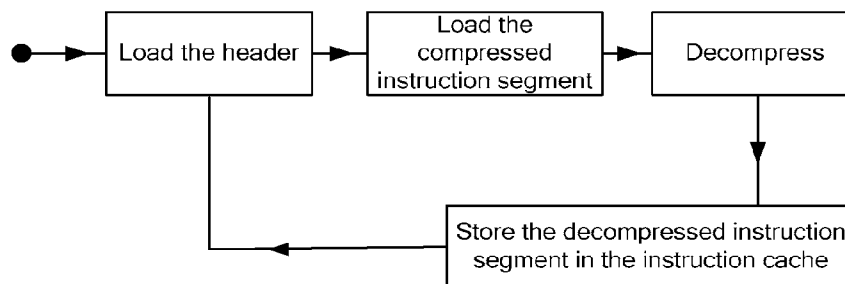 Load the header
Load the
compressed
instruction segment
Decompress
Store the decompressed instruction
segment in the instruction cache